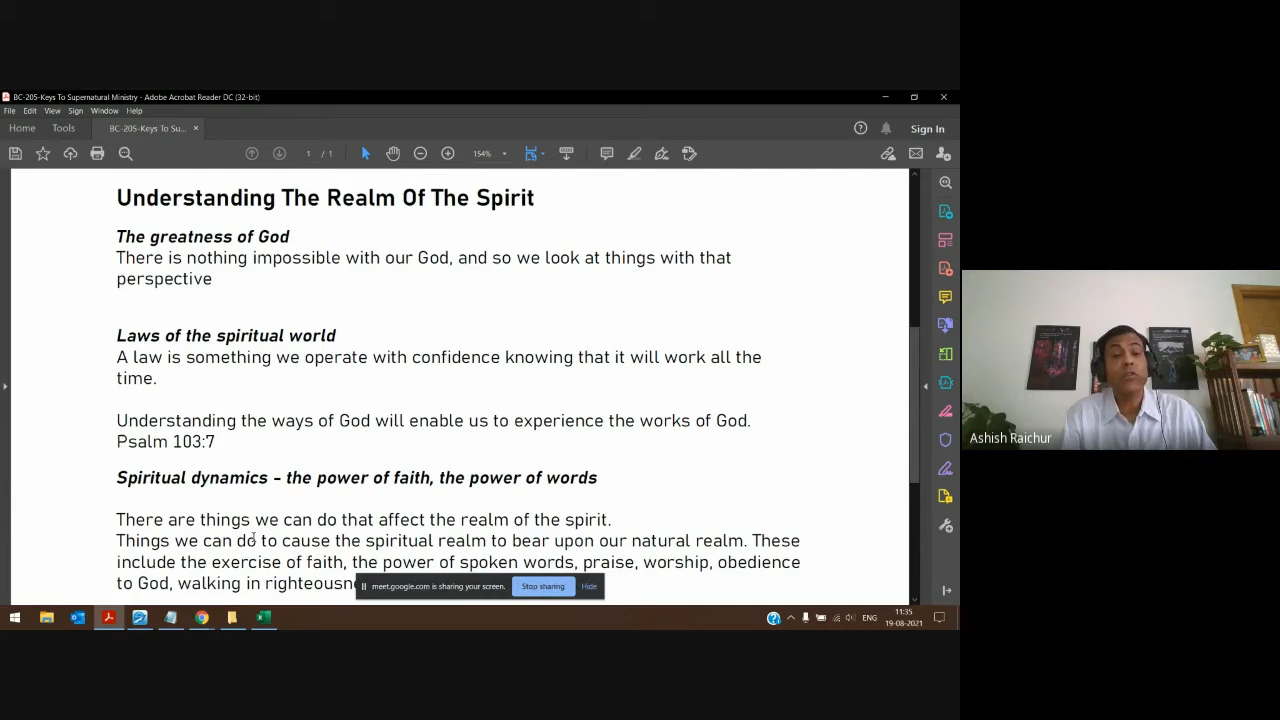 BC-205-Keys To Supernatural Ministry - Adobe Acrobat Reader DC (32-bit)
File Edit View Sign Window Help
Home Tools BC-205-Keys To Su... × Sign In
1 / 1 154%
Understanding The Realm Of The Spirit
The greatness of God
There is nothing impossible with our God, and so we look at things with that
perspective
Laws of the spiritual world
A law is something we operate with confidence knowing that it will work all the
time.
Understanding the ways of God will enable us to experience the works of God.
Psalm 103:7
Spiritual dynamics - the power of faith, the power of words
There are things we can do that affect the realm of the spirit.
Things we can do to cause the spiritual realm to bear upon our natural realm. These
include the exercise of faith, the power of spoken words, praise, worship, obedience
to God, walking in righteousne
meet.google.com is sharing your screen. Stop sharing Hide
Ashish Raichur
ENG
11:35
19-08-2021